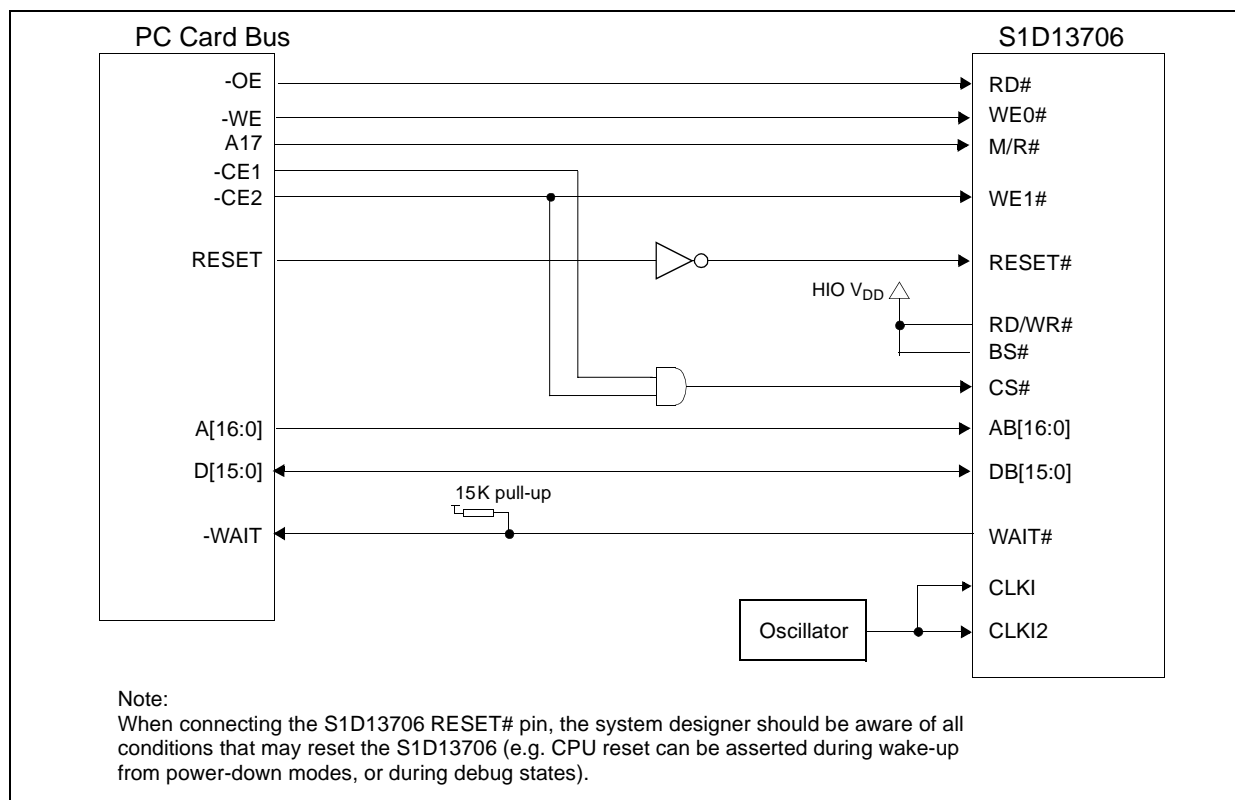 PC Card Bus
S1D13706
-OE
RD#
-WE
WE0#
A17
M/R#
-CE1
-CE2
WE1#
RESET
RESET#
HIO VDD
RD/WR#
BS#
CS#
A[16:0]
AB[16:0]
D[15:0]
DB[15:0]
15K pull-up
-WAIT
WAIT#
CLKI
Oscillator
CLKI2
Note:
When connecting the S1D13706 RESET# pin, the system designer should be aware of all
conditions that may reset the S1D13706 (e.g. CPU reset can be asserted during wake-up
from power-down modes, or during debug states).